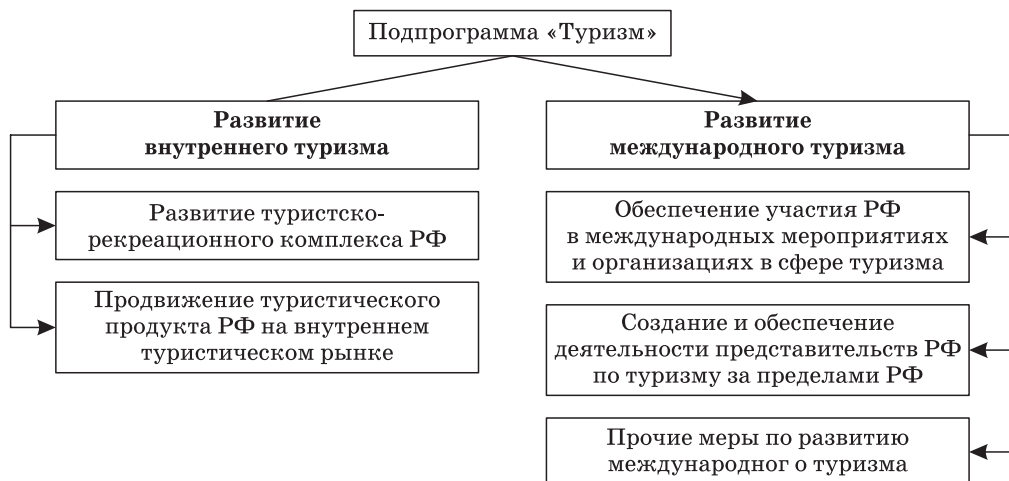 Подпрограмма «Туризм»
Развитие
внутреннего туризма
Развитие туристско-
рекреационного комплекса РФ
Продвижение туристического
продукта РФ на внутреннем
туристическом рынке
Развитие
международного туризма
Обеспечение участия РФ
в международных мероприятиях
и организациях в сфере туризма
Создание и обеспечение
деятельности представительств РФ
по туризму за пределами РФ
Прочие меры по развитию
международног о туризма